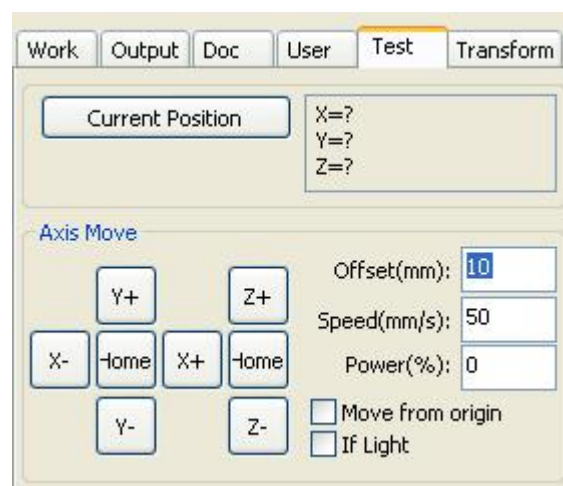 Work Output Doc User Test Transform
Current Position
X=?
Y=?
Z=?
Axis Move
Offset(mm): 10
Y+ Z+
Speed(mm/s): 50
X- Home X+ Home
Power(%): 0
Move from origin
Y- Z-
If Light